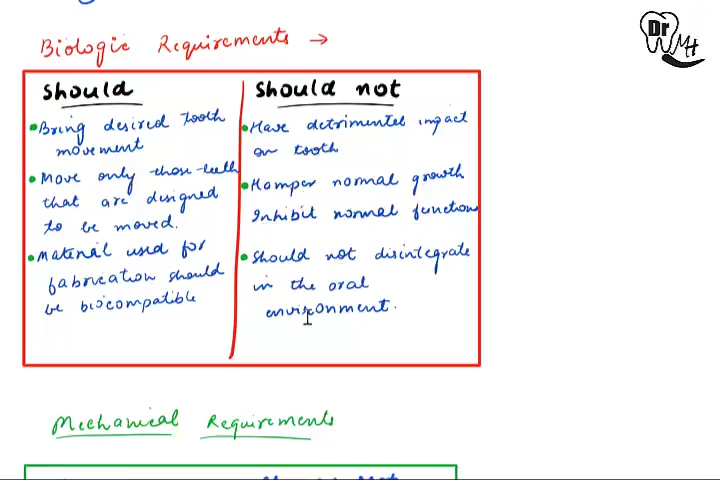 Dr
MH
Biologic Requirements →
Should
• Bring desired tooth
movement
• Move only those teeth
that are designed
to be moved.
• Material used for
fabrication should
be biocompatible
Should not
• Have detrimental impact
on tooth
• Hamper normal growth
Inhibit normal function
• Should not disintegrate
in the oral
environment.
Mechanical Requirements